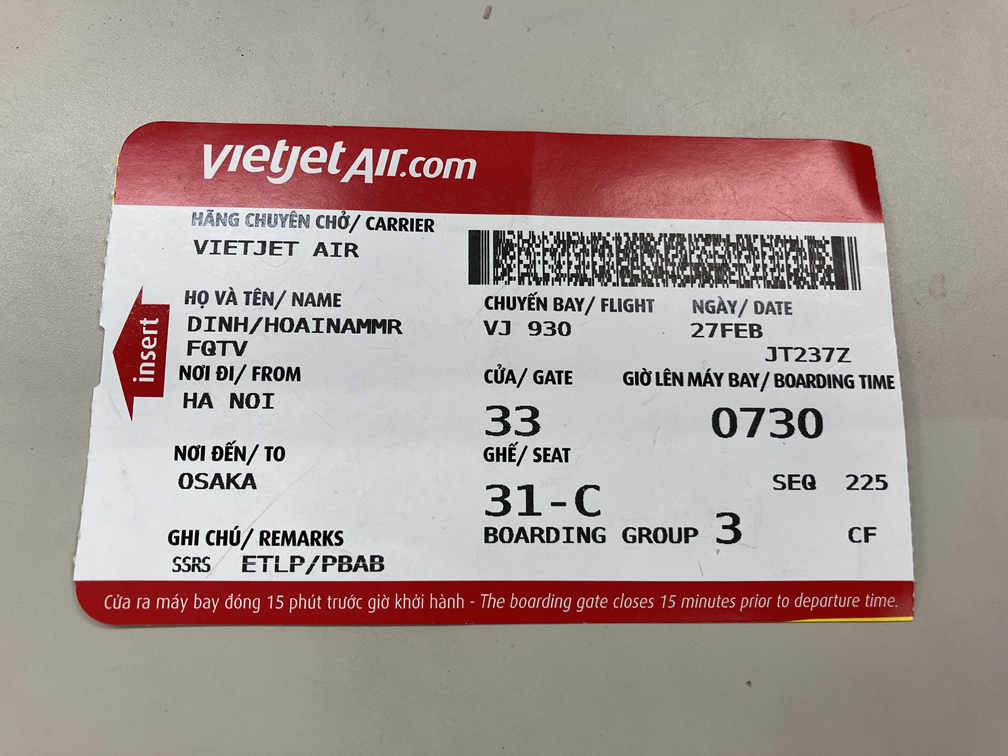 vietjetAir.com
HÃNG CHUYÊN CHỞ/ CARRIER
VIETJET AIR
HỌ VÀ TÊN/ NAME
DINH/HOAINAMMR
FQTV
CHUYẾN BAY/ FLIGHT NGÀY/ DATE
VJ 930 27FEB
JT237Z
insert
NƠI ĐI/ FROM
HA NOI
CỬA/ GATE GIỜ LÊN MÁY BAY/ BOARDING TIME
33 0730
NƠI ĐẾN/ TO
OSAKA
GHẾ/ SEAT
31-C
SEQ 225
BOARDING GROUP 3 CF
GHI CHÚ/ REMARKS
SSRS ETLP/PBAB
Cửa ra máy bay đóng 15 phút trước giờ khởi hành - The boarding gate closes 15 minutes prior to departure time.